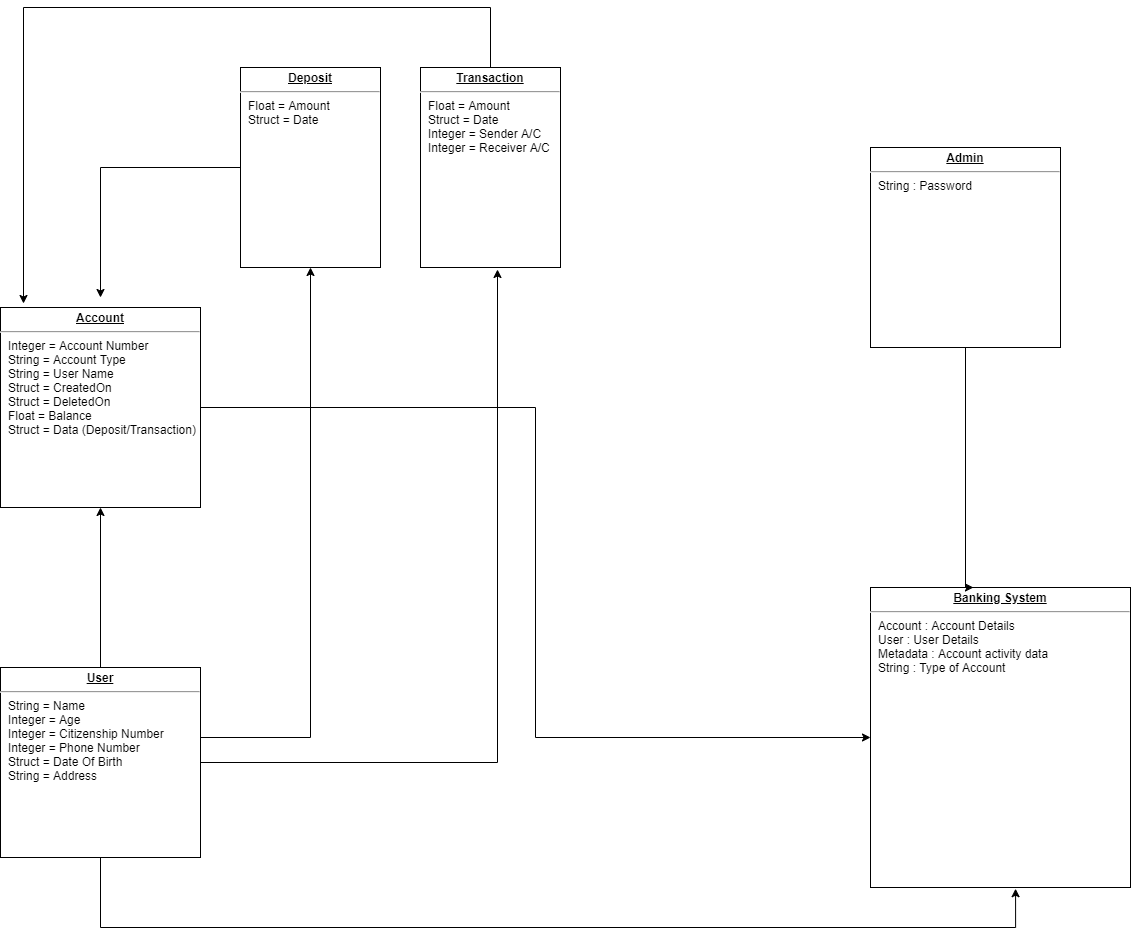 Deposit
Float = Amount
Struct = Date
Transaction
Float = Amount
Struct = Date
Integer = Sender A/C
Integer = Receiver A/C
Admin
String : Password
Account
Integer = Account Number
String = Account Type
String = User Name
Struct = CreatedOn
Struct = DeletedOn
Float = Balance
Struct = Data (Deposit/Transaction)
Banking System
Account : Account Details
User : User Details
Metadata : Account activity data
String : Type of Account
User
String = Name
Integer = Age
Integer = Citizenship Number
Integer = Phone Number
Struct = Date Of Birth
String = Address